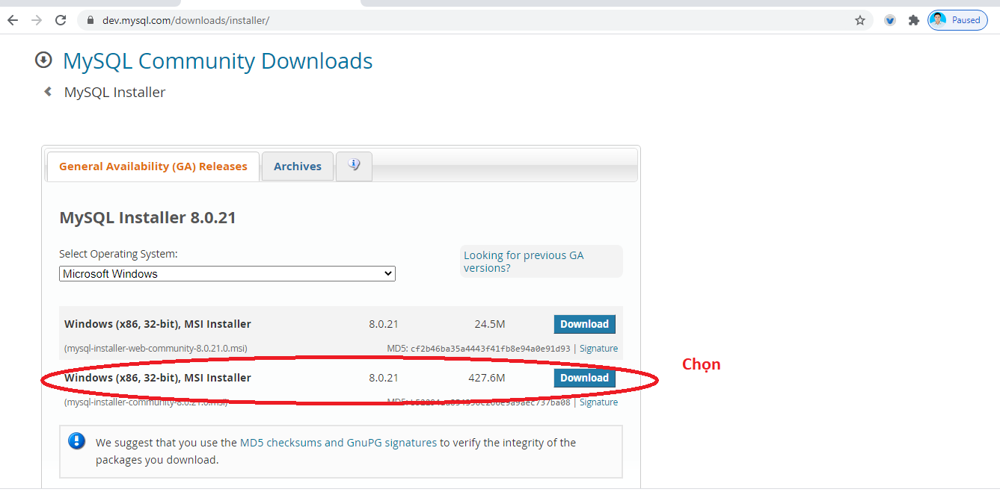 dev.mysql.com/downloads/installer/
Paused
MySQL Community Downloads
MySQL Installer
General Availability (GA) Releases
Archives
MySQL Installer 8.0.21
Select Operating System:
Looking for previous GA
versions?
Microsoft Windows
Windows (x86, 32-bit), MSI Installer 8.0.21 24.5M Download
(mysql-installer-web-community-8.0.21.0.msi) MD5: cf2b46ba35a4443f41fb8e94a0e91d93 | Signature
Chọn
Windows (x86, 32-bit), MSI Installer 8.0.21 427.6M Download
(mysql-installer-community-8.0.21.0.msi) MD5: | Signature
We suggest that you use the MD5 checksums and GnuPG signatures to verify the integrity of the
packages you download.